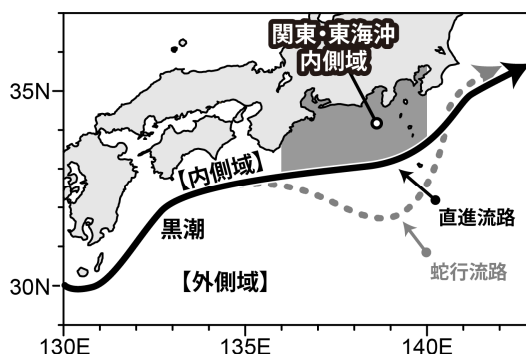 関東・東海沖
内側域
35N
【内側域】
黒潮
直進流路
【外側域】
蛇行流路
30N
130E
135E
140E